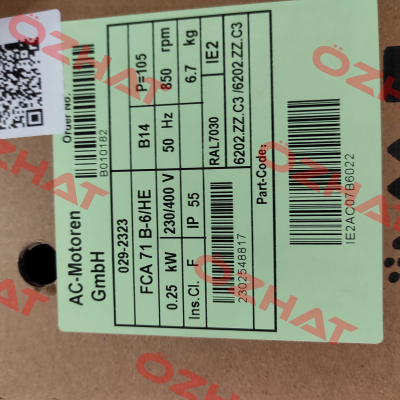 Order no:
B010182
AC-Motoren
GmbH
029-2323
FCA 71 B-6/HE B14 P=105
0.25 kW 230/400 V 50 Hz 850 rpm
Ins.Cl. F IP 55 6.7 kg
2302548817 RAL7030 IE2
6202.ZZ.C3/6202.ZZ.C3
Part-Code:
IE2AC07B6022
ÖZHAT
ÖZHAT
ÖZHAT
ÖZHAT
ÖZHAT
ÖZHAT